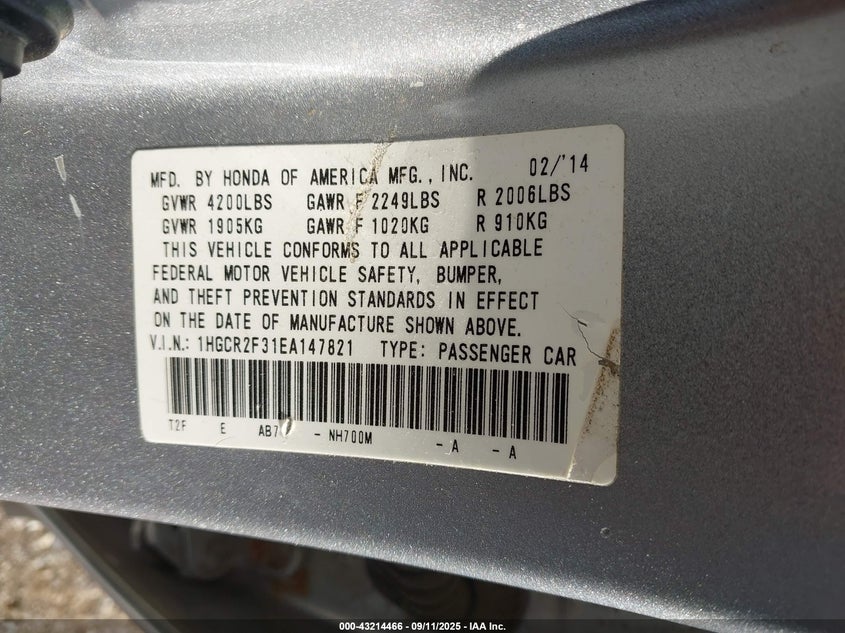 MFD. BY HONDA OF AMERICA MFG., INC. 02/'14
GVWR 4200LBS GAWR F 2249LBS R 2006LBS
GVWR 1905KG GAWR F 1020KG R 910KG
THIS VEHICLE CONFORMS TO ALL APPLICABLE
FEDERAL MOTOR VEHICLE SAFETY, BUMPER,
AND THEFT PREVENTION STANDARDS IN EFFECT
ON THE DATE OF MANUFACTURE SHOWN ABOVE.
V.I.N.: 1HGCR2F31EA147821 TYPE: PASSENGER CAR
T2F E - NH700M - A - A
000-43214466 - 09/11/2025 - IAA Inc.